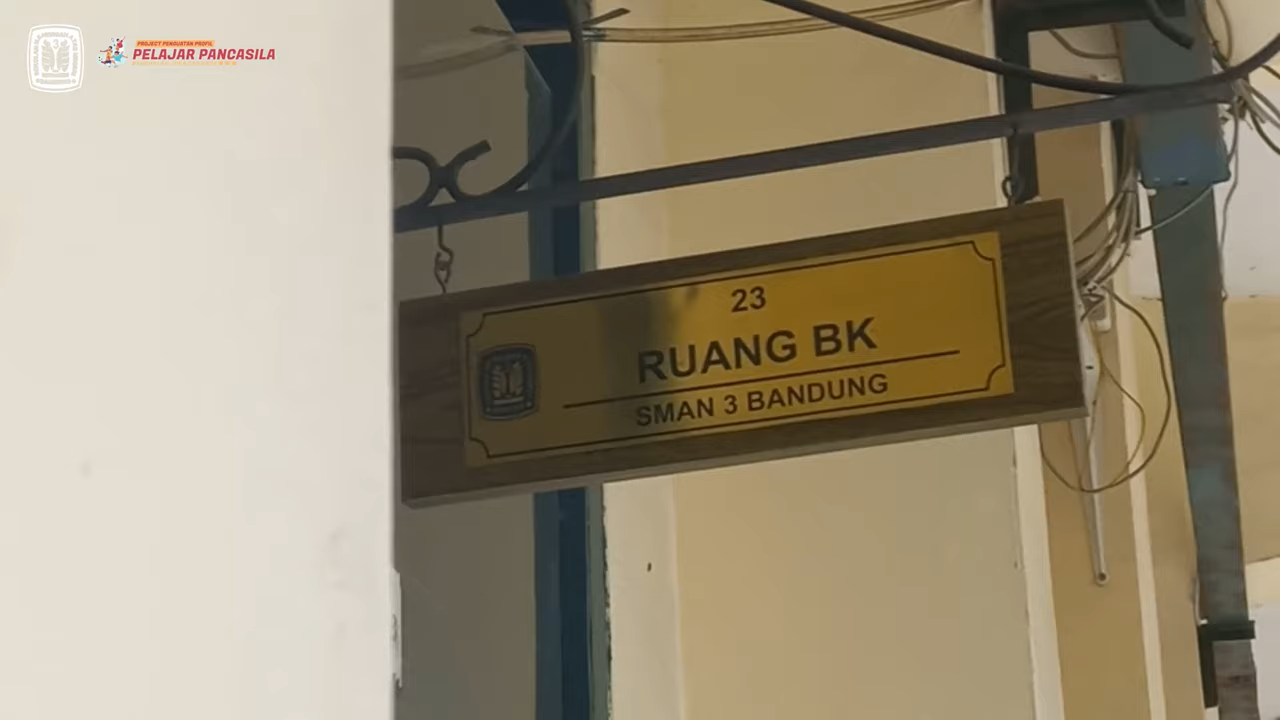 PROJECT PENGUATAN PROFIL
PELAJAR PANCASILA
23
RUANG BK
SMAN 3 BANDUNG